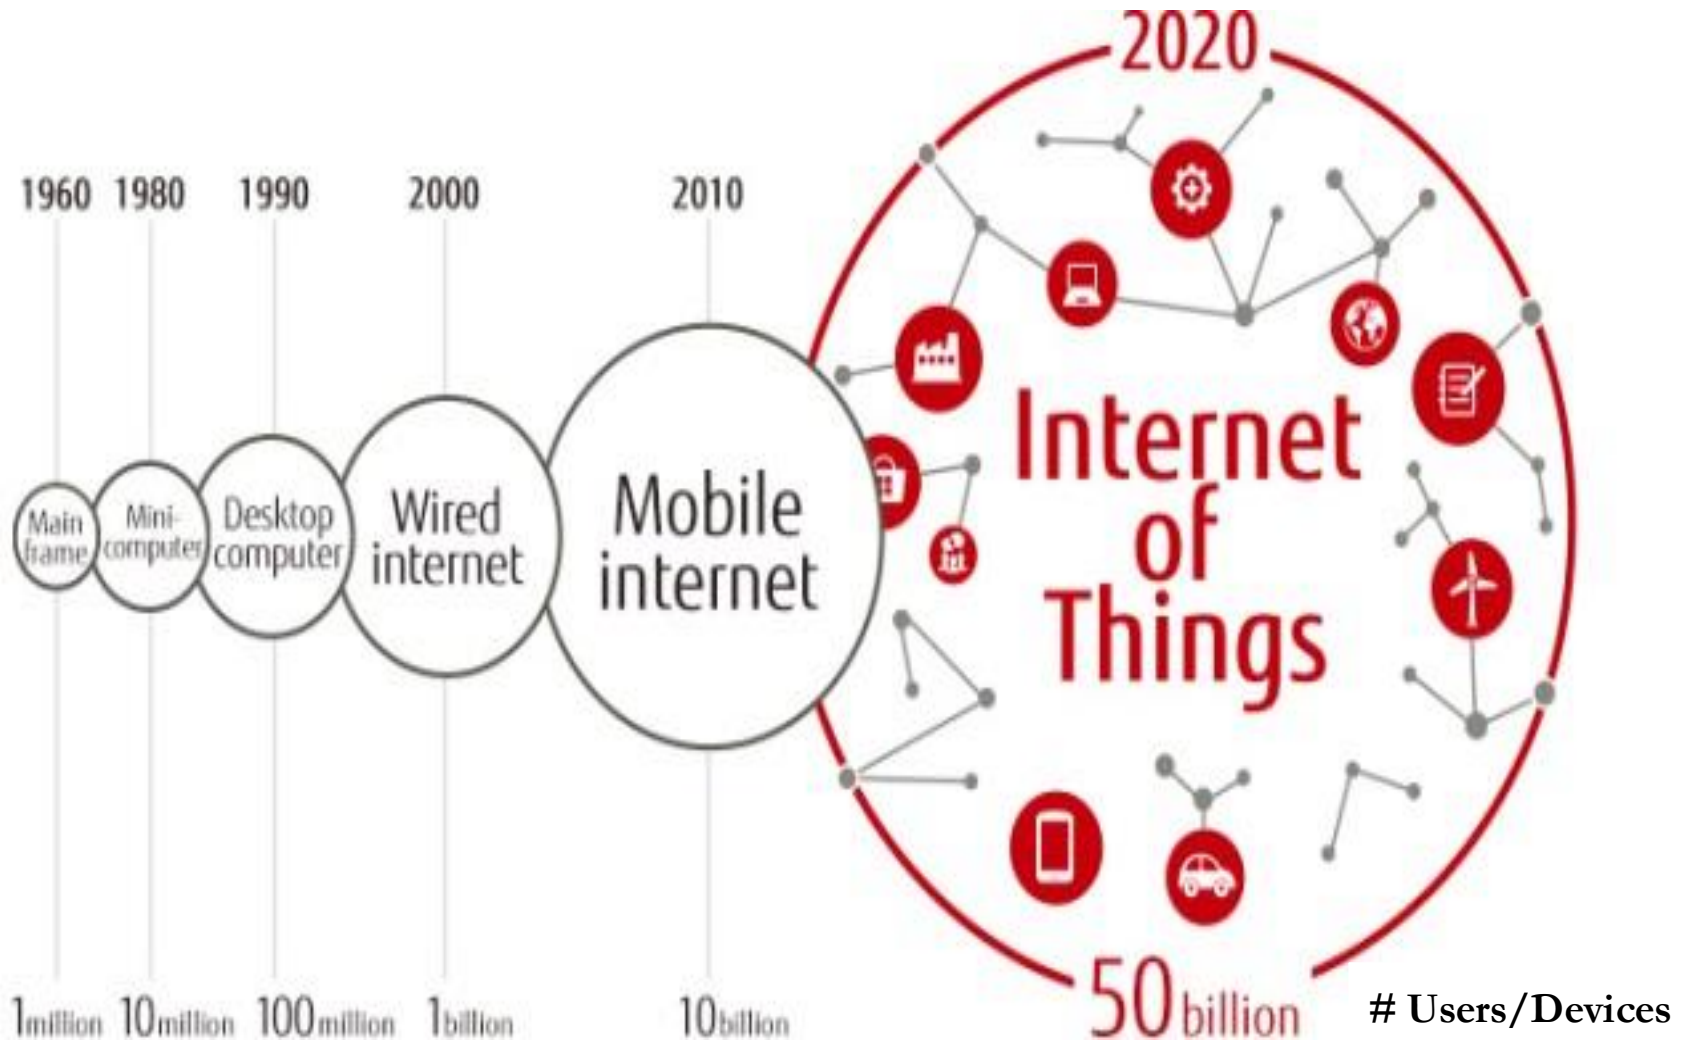 2020
1960 1980 1990 2000 2010
Main
frame
Mini-
computer
Desktop
computer
Wired
internet
Mobile
internet
Internet
of
Things
1million 10million 100million 1billion 10billion 50billion # Users/Devices